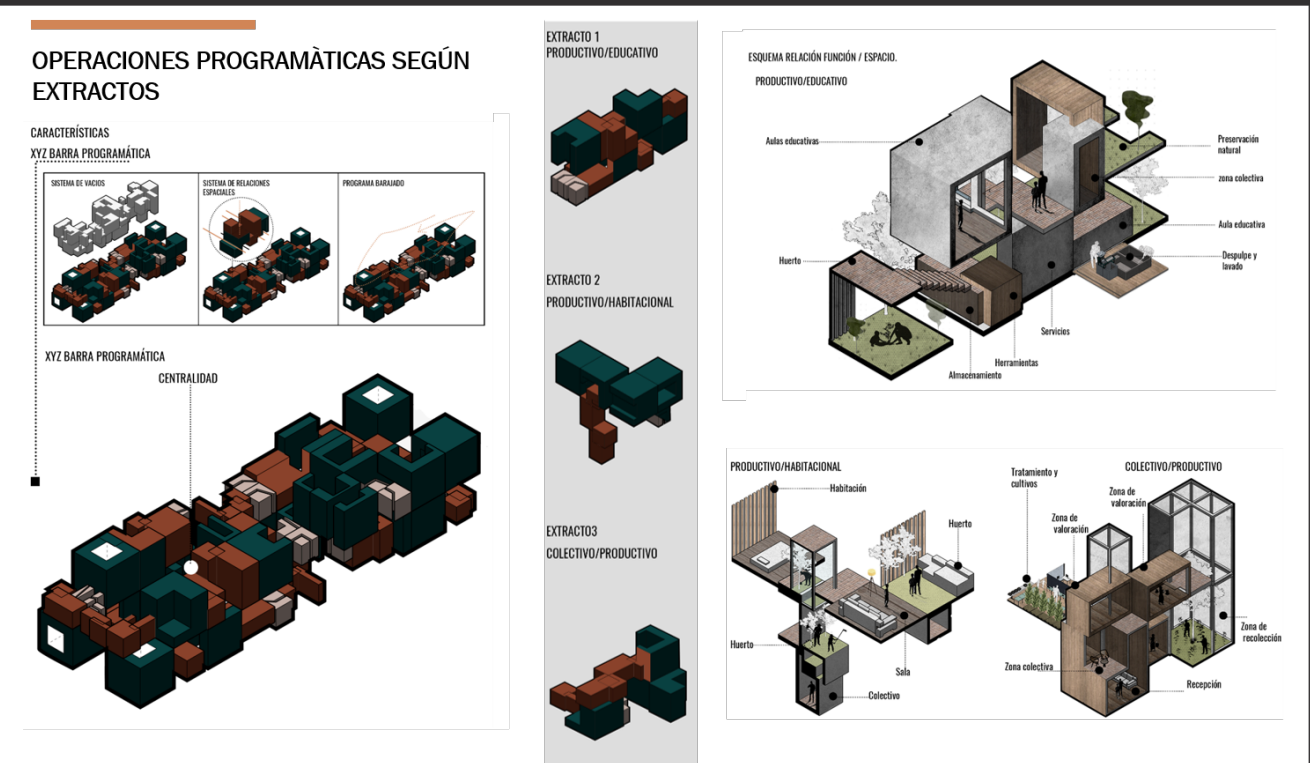 OPERACIONES PROGRAMÀTICAS SEGÚN
EXTRACTOS
CARACTERÍSTICAS
XYZ BARRA PROGRAMÁTICA
SISTEMA DE VACIOS
SISTEMA DE RELACIONES
ESPACIALES
PROGRAMA BARAJADO
XYZ BARRA PROGRAMÁTICA
CENTRALIDAD
EXTRACTO 1
PRODUCTIVO/EDUCATIVO
EXTRACTO 2
PRODUCTIVO/HABITACIONAL
EXTRACTO3
COLECTIVO/PRODUCTIVO
ESQUEMA RELACIÓN FUNCIÓN / ESPACIO.
PRODUCTIVO/EDUCATIVO
Aulas educativas
Preservación
natural
zona colectiva
Aula educativa
Despulpe y
lavado
Huerto
Servicios
Herramientas
Almacenamiento
PRODUCTIVO/HABITACIONAL
Habitación
Huerto
Huerto
Sala
Colectivo
COLECTIVO/PRODUCTIVO
Tratamiento y
cultivos
Zona de
valoración
Zona de
valoración
Zona de
recolección
Zona colectiva
Recepción